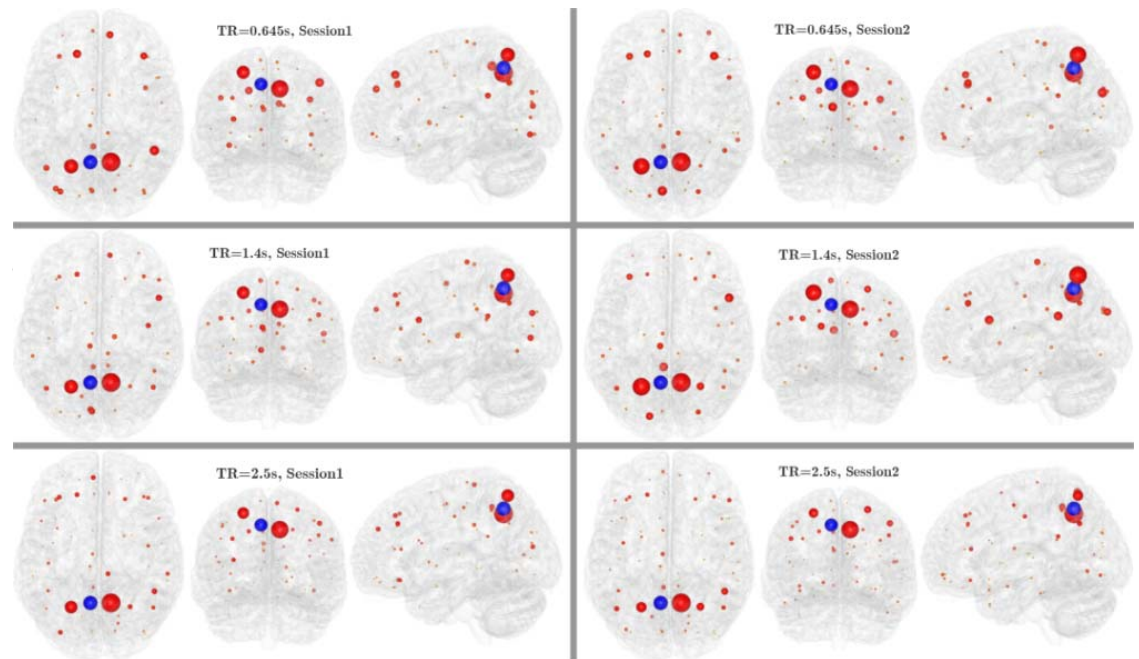 TR=0.645s, Session1
TR=0.645s, Session2
TR=1.4s, Session1
TR=1.4s, Session2
TR=2.5s, Session1
TR=2.5s, Session2